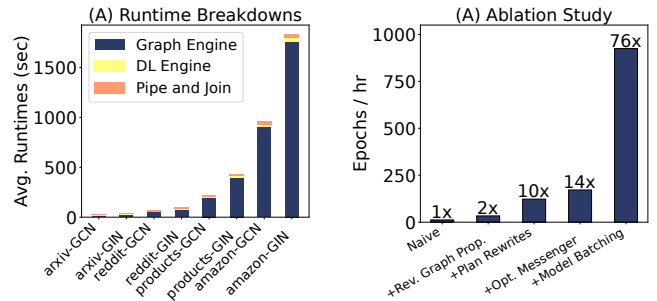 (A) Runtime Breakdowns
Avg. Runtimes (sec)
1500
1000
500
0
Graph Engine
DL Engine
Pipe and Join
arxiv-GCN
arxiv-GIN
reddit-GCN
reddit-GIN
products-GCN
products-GIN
amazon-GCN
amazon-GIN
(A) Ablation Study
Epochs / hr
1000
750
500
250
0
1x
2x
10x
14x
76x
Naive
+Rev. Graph Prop.
+Plan Rewrites
+Opt. Messenger
+Model Batching